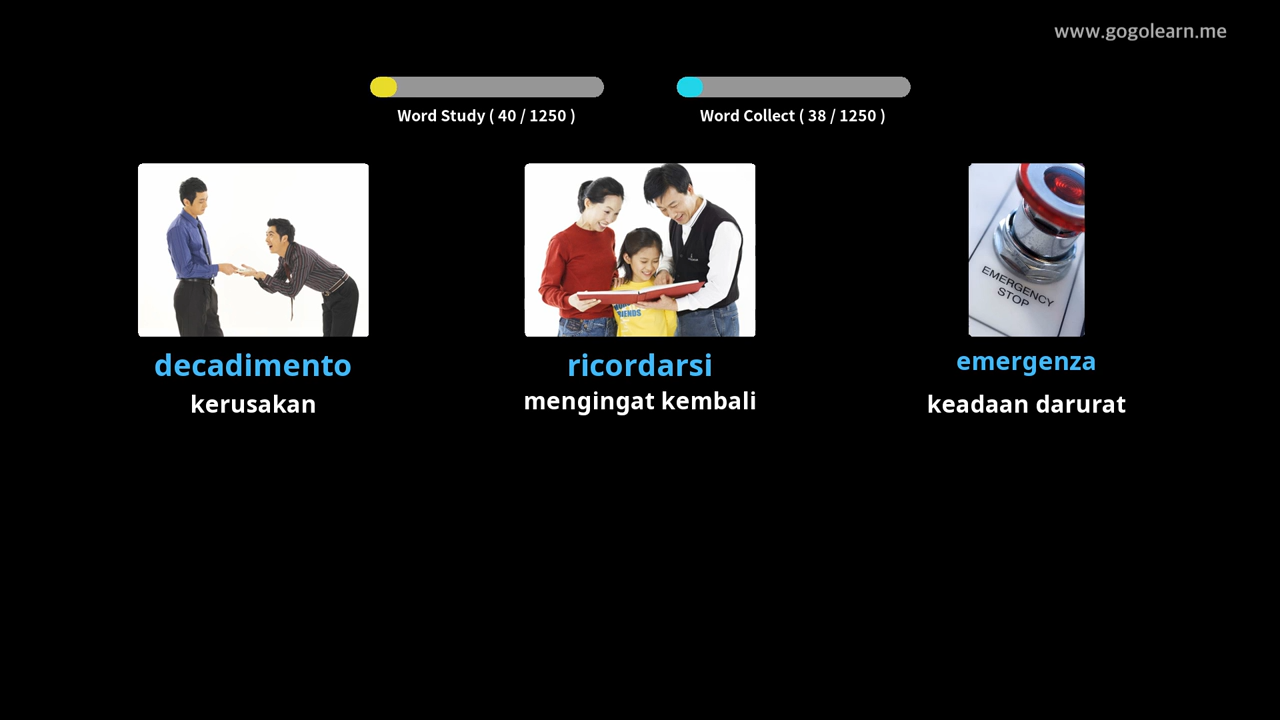 www.gogolearn.me
Word Study ( 40 / 1250 )
Word Collect ( 38 / 1250 )
EMERGENCY
STOP
decadimento
ricordarsi
emergenza
kerusakan
mengingat kembali
keadaan darurat